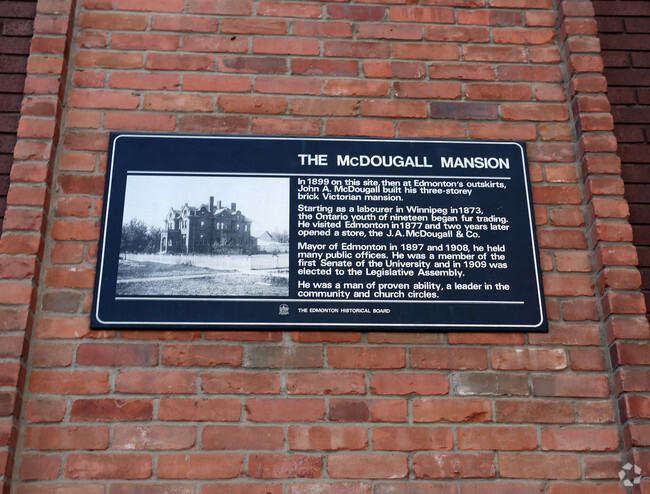 THE McDOUGALL MANSION
In 1899 on this site, then at Edmonton's outskirts,
John A. McDougall built his three-storey
brick Victorian mansion.
Starting as a labourer in Winnipeg in 1873,
the Ontario youth of nineteen began fur trading.
He visited Edmonton in 1877 and two years later
opened a store, the J.A. McDougall & Co.
Mayor of Edmonton in 1897 and 1908, he held
many public offices. He was a member of the
first Senate of the University and in 1909 was
elected to the Legislative Assembly.
He was a man of proven ability, a leader in the
community and church circles.
THE EDMONTON HISTORICAL BOARD